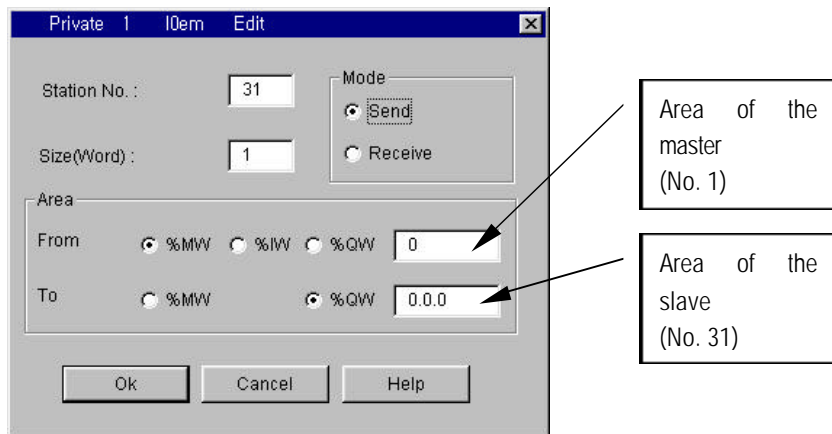 Private 1 I0em Edit
Station No. : 31
Size(Word) : 1
Mode
Send
Receive
Area
From %MW %IW %QW 0
To %MW %QW 0.0.0
Ok Cancel Help
Area of the
master
(No. 1)
Area of the
slave
(No. 31)